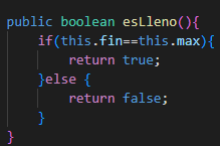 public boolean esLleno(){
    if(this.fin==this.max){
        return true;
    }else {
        return false;
    }
}